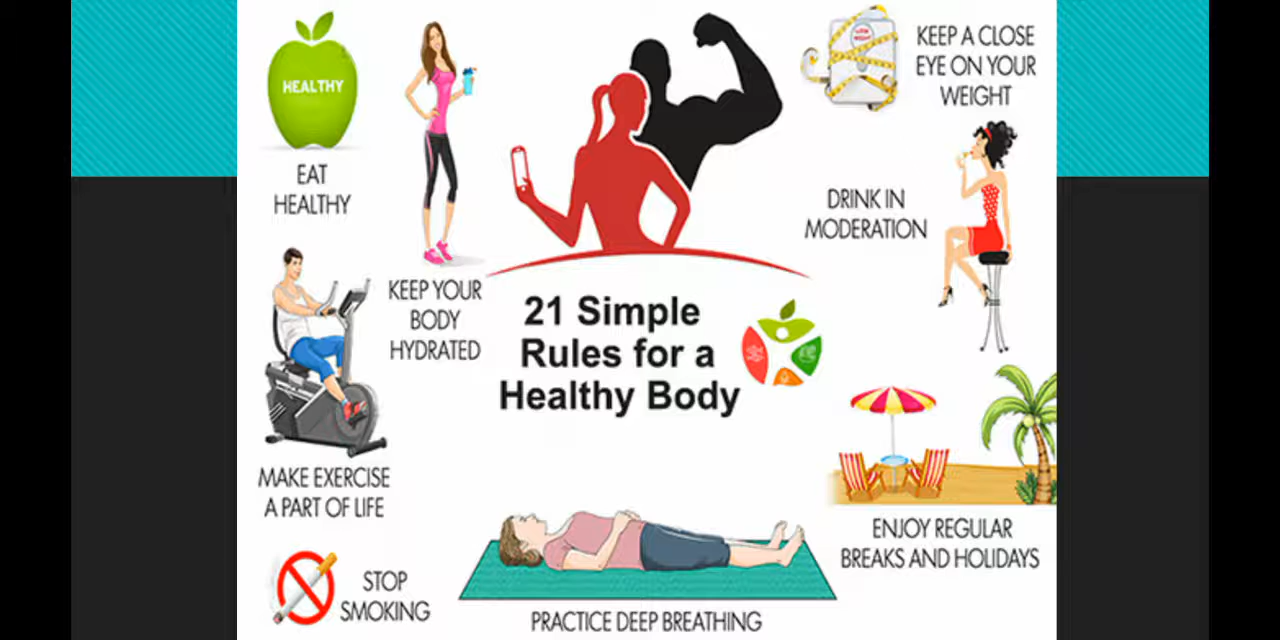 HEALTHY
EAT
HEALTHY
KEEP YOUR
BODY
HYDRATED
KEEP A CLOSE
EYE ON YOUR
WEIGHT
DRINK IN
MODERATION
21 Simple
Rules for a
Healthy Body
MAKE EXERCISE
A PART OF LIFE
ENJOY REGULAR
BREAKS AND HOLIDAYS
STOP
SMOKING
PRACTICE DEEP BREATHING